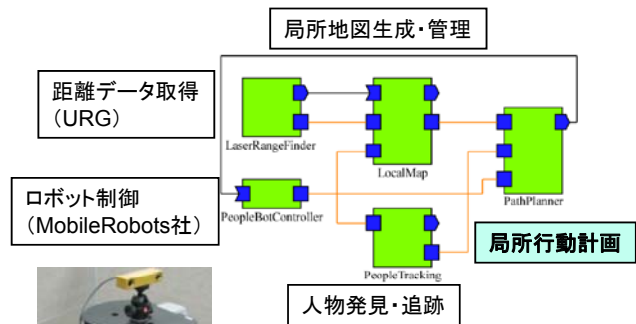 局所地図生成・管理
距離データ取得
(URG)
LaserRangeFinder
LocalMap
ロボット制御
(MobileRobots社)
PeopleBotController
PathPlanner
局所行動計画
PeopleTracking
人物発見・追跡